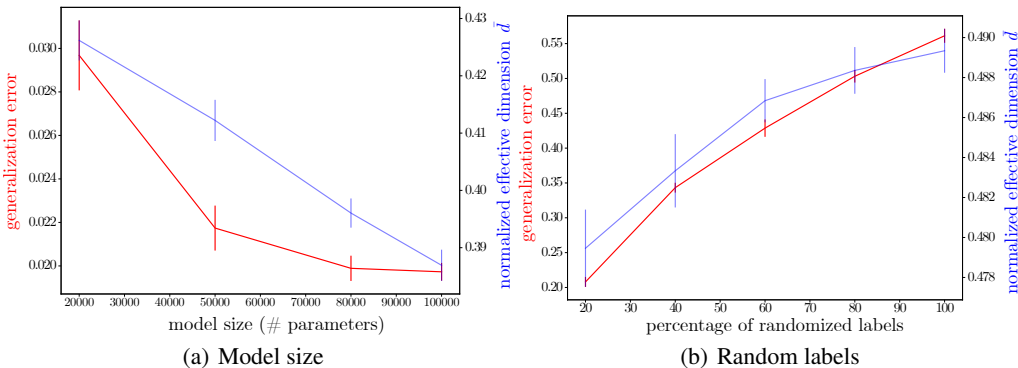 0.030
0.028
0.026
0.024
0.022
0.020
generalization error
0.43
0.42
0.41
0.40
0.39
normalized effective dimension d̄
20000 30000 40000 50000 60000 70000 80000 90000 100000
model size (# parameters)
(a) Model size
0.55
0.50
0.45
0.40
0.35
0.30
0.25
0.20
generalization error
0.490
0.488
0.486
0.484
0.482
0.480
0.478
normalized effective dimension d̄
20 30 40 50 60 70 80 90 100
percentage of randomized labels
(b) Random labels